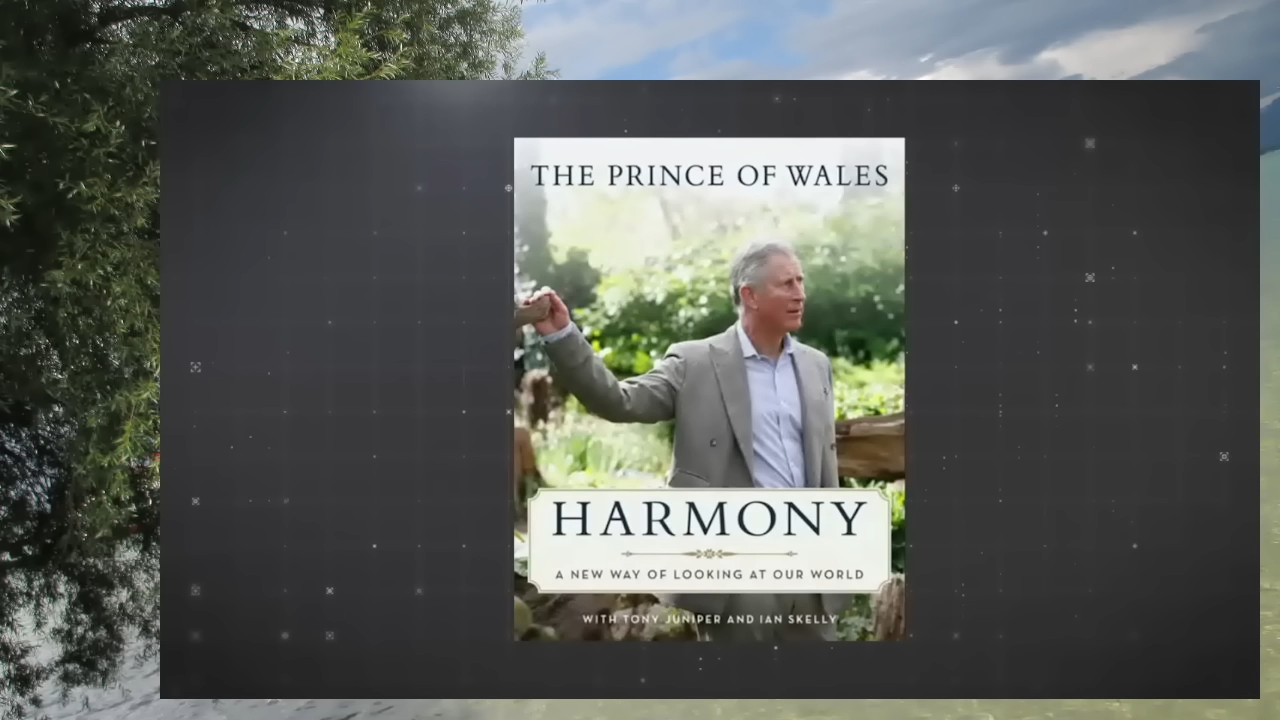 THE PRINCE OF WALES
HARMONY
A NEW WAY OF LOOKING AT OUR WORLD
WITH TONY JUNIPER AND IAN SKELLY